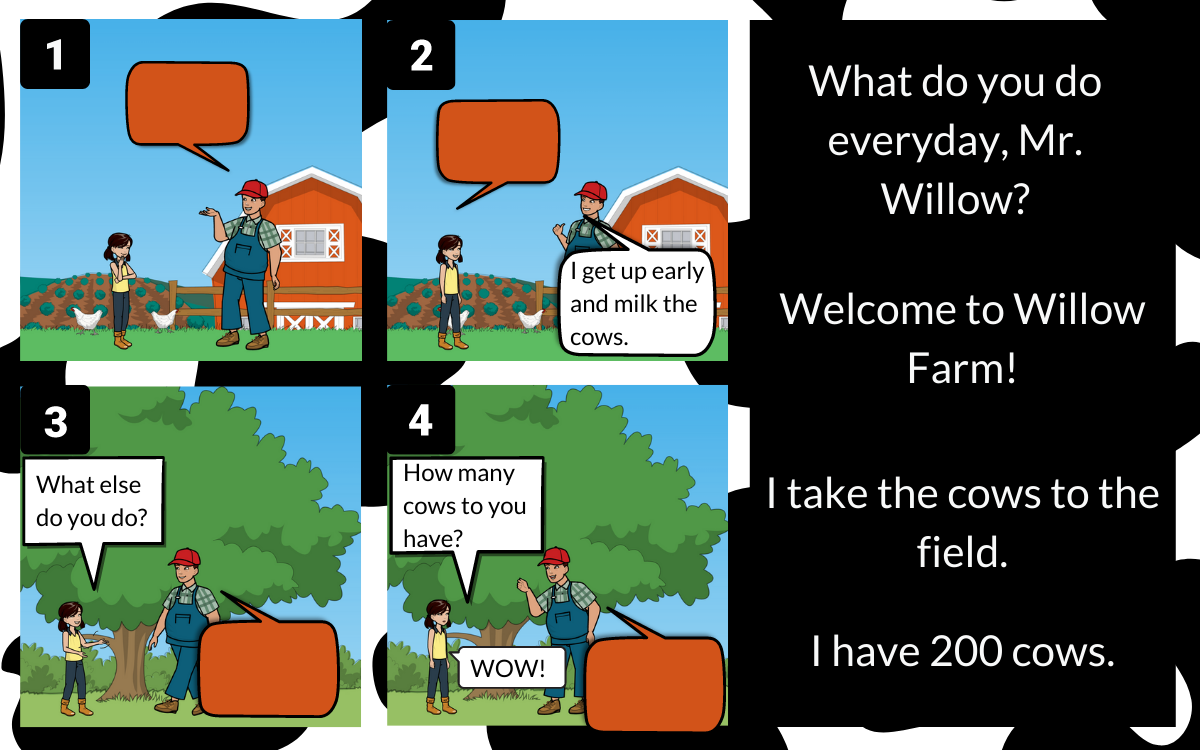 1
2
I get up early
and milk the
cows.
3
What else
do you do?
4
How many
cows to you
have?
WOW!
What do you do
everyday, Mr.
Willow?
Welcome to Willow
Farm!
I take the cows to the
field.
I have 200 cows.